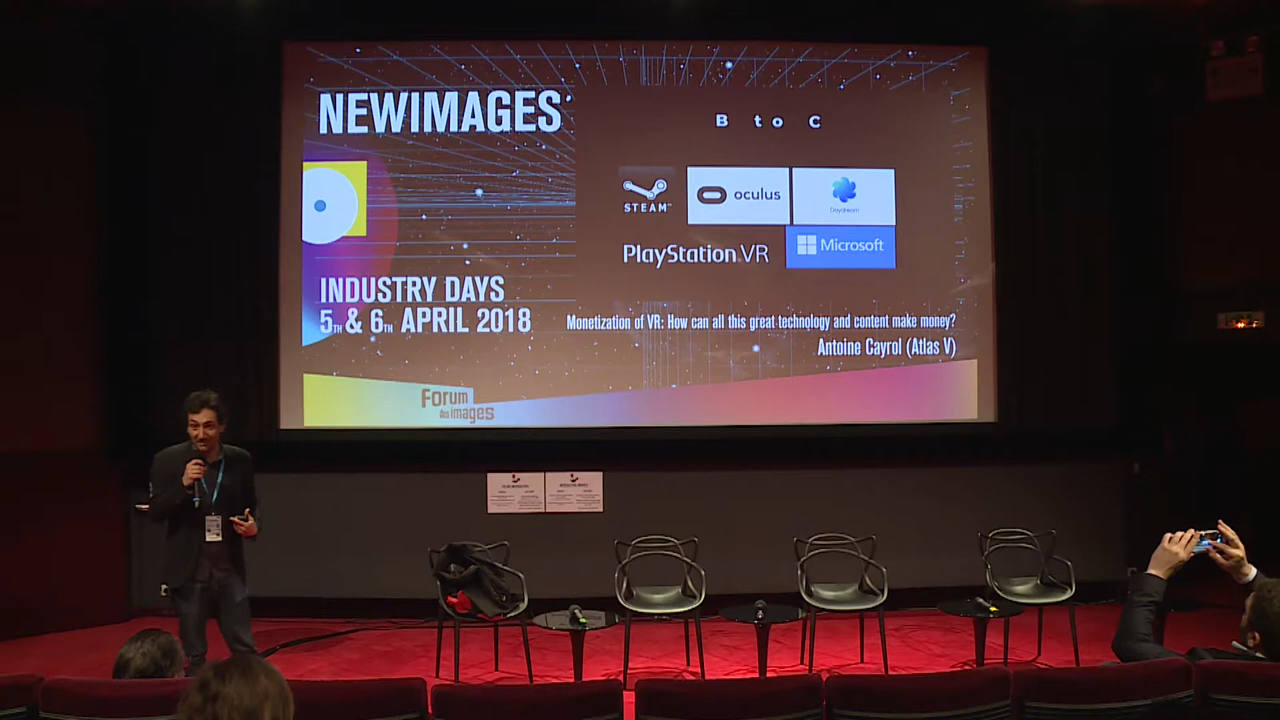 NEWIMAGES
B to C
STEAM
oculus
Daydream
PlayStation VR
Microsoft
INDUSTRY DAYS
5TH & 6TH APRIL 2018
Monetization of VR: How can all this great technology and content make money?
Antoine Cayrol (Atlas V)
Forum
des images